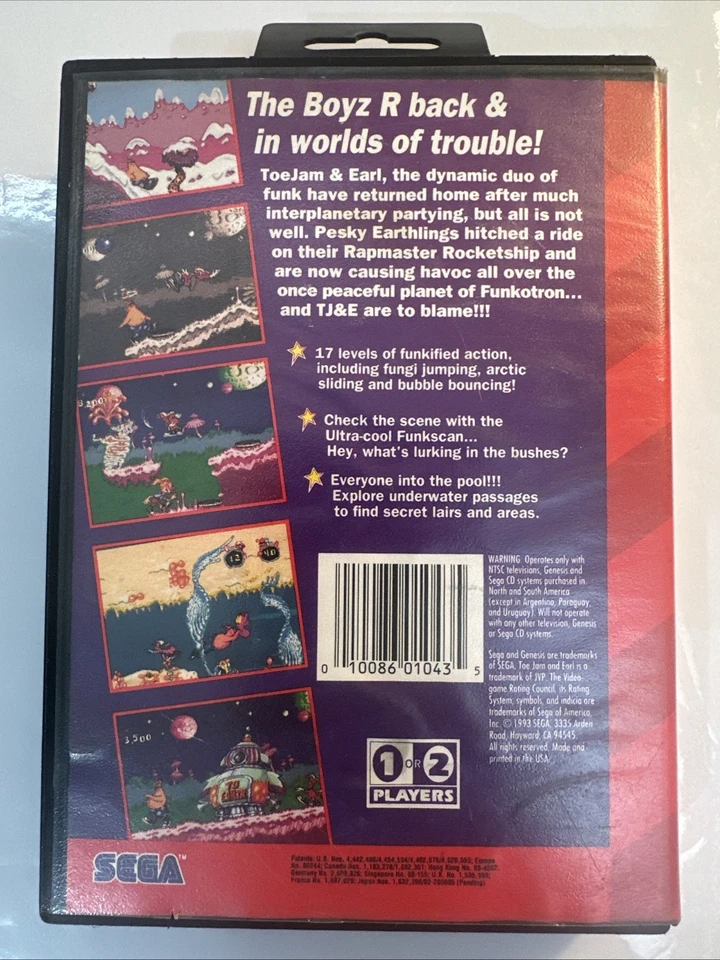 The Boyz R back &
in worlds of trouble!
ToeJam & Earl, the dynamic duo of
funk have returned home after much
interplanetary partying, but all is not
well. Pesky Earthlings hitched a ride
on their Rapmaster Rocketship and
are now causing havoc all over the
once peaceful planet of Funkotron...
and TJ&E are to blame!!!
17 levels of funkified action,
including fungi jumping, arctic
sliding and bubble bouncing!
Check the scene with the
Ultra-cool Funkscan...
Hey, what's lurking in the bushes?
Everyone into the pool!!!
Explore underwater passages
to find secret lairs and areas.
3,500
0 10086 01043 5
WARNING: Operates only with
NTSC televisions, Genesis and
Sega CD systems purchased in
North and South America
(except in Argentina, Paraguay,
and Uruguay). Will not operate
with any other television, Genesis
or Sega CD systems.
Sega and Genesis are trademarks
of SEGA. Toe Jam and Earl is a
trademark of JVP. The Video-
game Rating Council, its Rating
System, symbols, and indicia are
trademarks of Sega of America,
Inc. © 1993 SEGA, 3335 Arden
Road, Hayward, CA 94545.
All rights reserved. Made and
printed in the USA.
1 OR 2
PLAYERS
SEGA™
Patents: U.S. Nos.